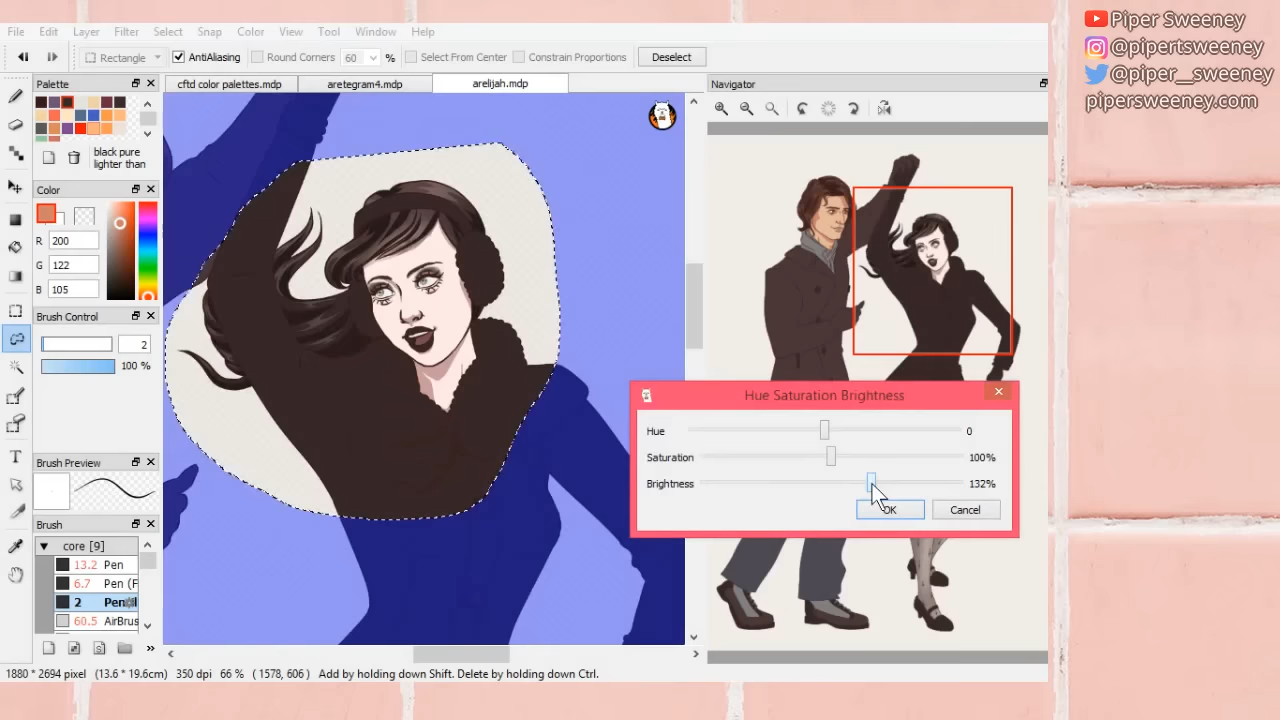 Piper Sweeney
@pipertsweeney
@piper__sweeney
pipersweeney.com
File Edit Layer Filter Select Snap Color View Tool Window Help
Rectangle AntiAliasing Round Corners 60 % Select From Center Constrain Proportions Deselect
Palette
cftd color palettes.mdp aretegram4.mdp arelijah.mdp
Navigator
black pure
lighter than
Color
R 200
G 122
B 105
Brush Control
2
100 %
Brush Preview
Brush
core [9]
13.2 Pen
6.7 Pen (F
2 Pencil
60.5 AirBrus
Hue Saturation Brightness
Hue 0
Saturation 100%
Brightness 132%
OK Cancel
1880 * 2694 pixel (13.6 * 19.6cm) 350 dpi 66 % ( 1578, 606 ) Add by holding down Shift. Delete by holding down Ctrl.